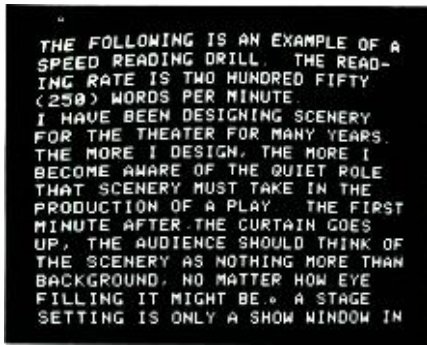 THE FOLLOWING IS AN EXAMPLE OF A
SPEED READING DRILL. THE READ-
ING RATE IS TWO HUNDRED FIFTY
(250) WORDS PER MINUTE.
I HAVE BEEN DESIGNING SCENERY
FOR THE THEATER FOR MANY YEARS.
THE MORE I DESIGN, THE MORE I
BECOME AWARE OF THE QUIET ROLE
THAT SCENERY MUST TAKE IN THE
PRODUCTION OF A PLAY. THE FIRST
MINUTE AFTER THE CURTAIN GOES
UP, THE AUDIENCE SHOULD THINK OF
THE SCENERY AS NOTHING MORE THAN
BACKGROUND, NO MATTER HOW EYE
FILLING IT MIGHT BE. A STAGE
SETTING IS ONLY A SHOW WINDOW IN